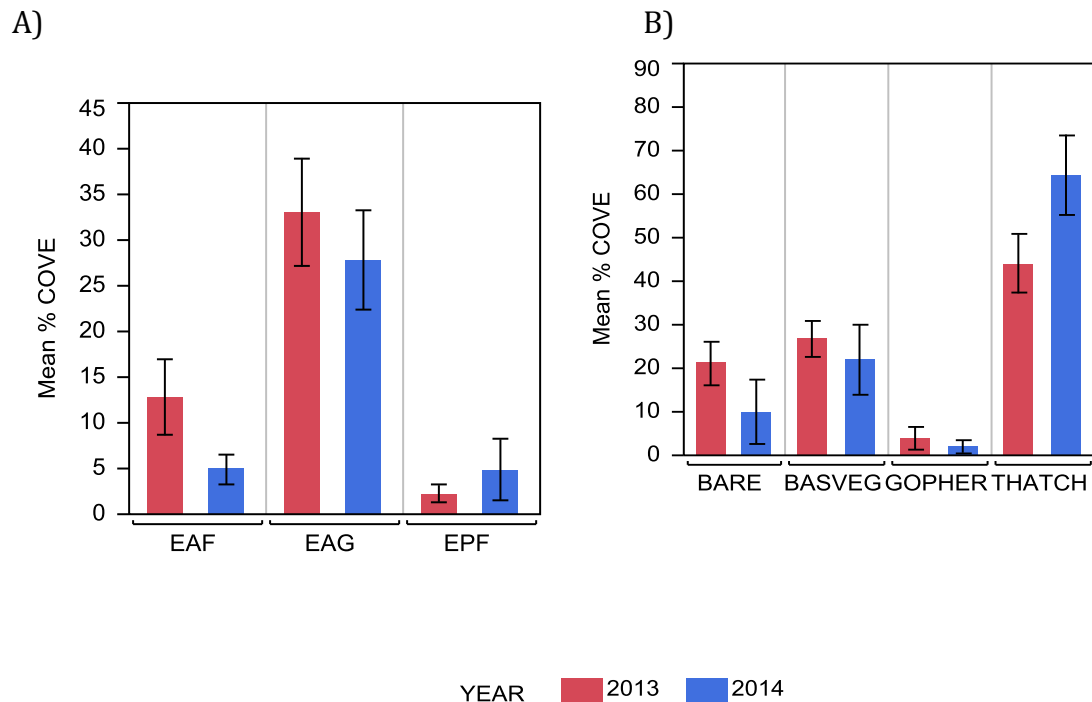 A)
45
40
35
30
25
20
15
10
5
0
Mean % COVE
EAF EAG EPF
B)
90
80
70
60
50
40
30
20
10
0
Mean % COVE
BARE BASVEG GOPHER THATCH
YEAR 2013 2014